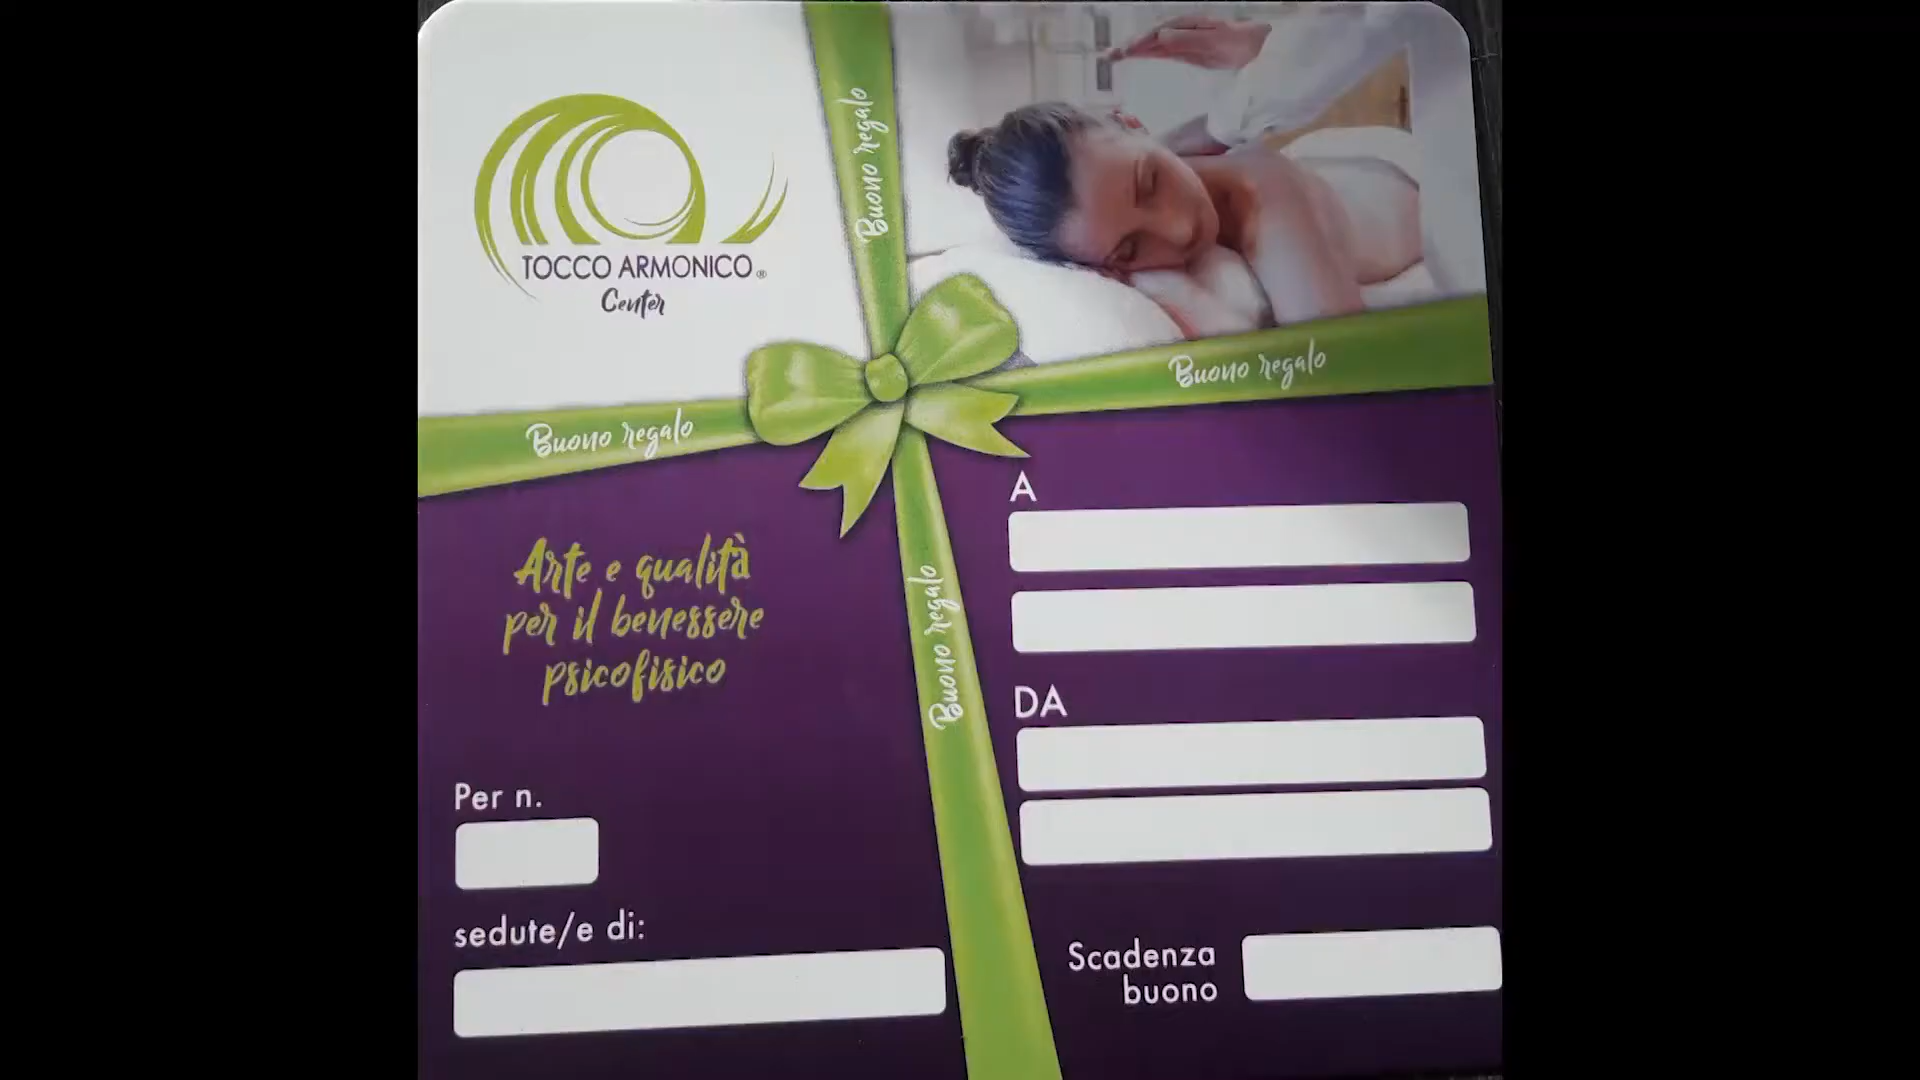 TOCCO ARMONICO®
Center
Buono regalo
Buono regalo
Buono regalo
Buono regalo
Arte e qualità
per il benessere
psicofisico
Per n.
sedute/e di:
A
DA
Scadenza
buono